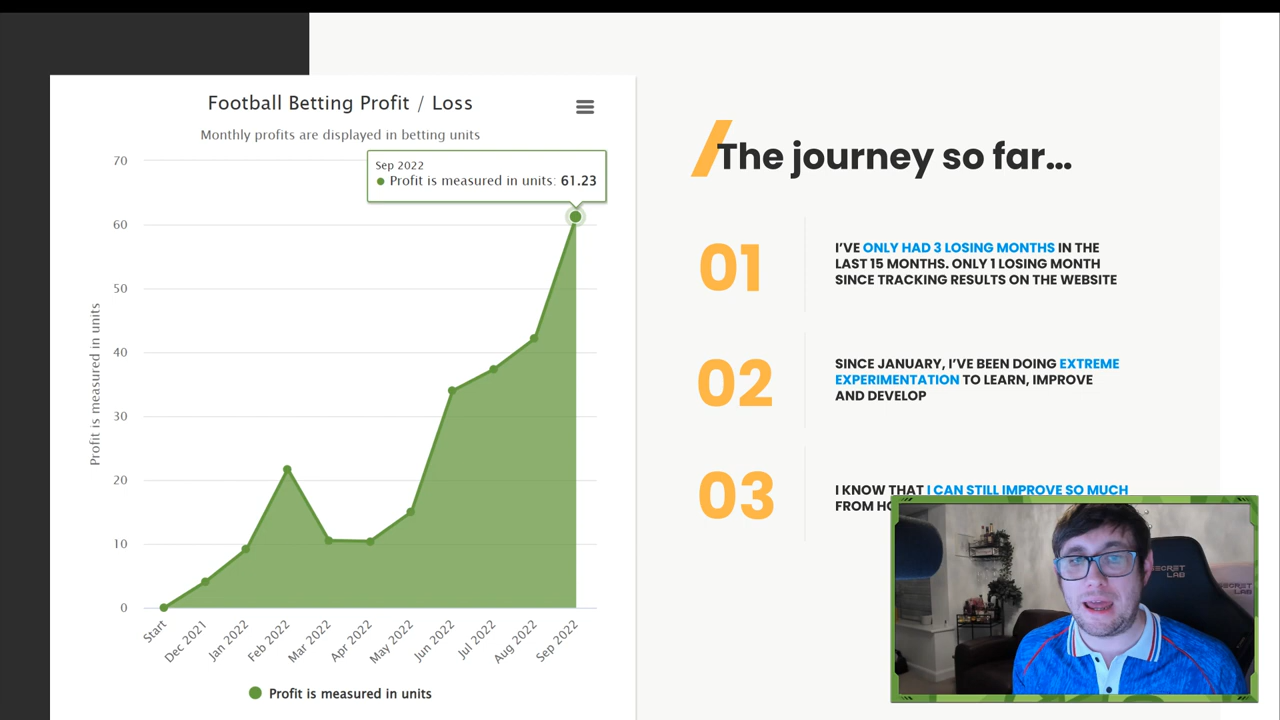 Football Betting Profit / Loss
Monthly profits are displayed in betting units
Sep 2022
Profit is measured in units: 61.23
Profit is measured in units
70
60
50
40
30
20
10
0
Start
Dec 2021
Jan 2022
Feb 2022
Mar 2022
Apr 2022
May 2022
Jun 2022
Jul 2022
Aug 2022
Sep 2022
Profit is measured in units
The journey so far...
01
I'VE ONLY HAD 3 LOSING MONTHS IN THE
LAST 15 MONTHS. ONLY 1 LOSING MONTH
SINCE TRACKING RESULTS ON THE WEBSITE
02
SINCE JANUARY, I'VE BEEN DOING EXTREME
EXPERIMENTATION TO LEARN, IMPROVE
AND DEVELOP
03
I KNOW THAT I CAN STILL IMPROVE SO MUCH
FROM
SECRET
LAB
SECRET
LAB